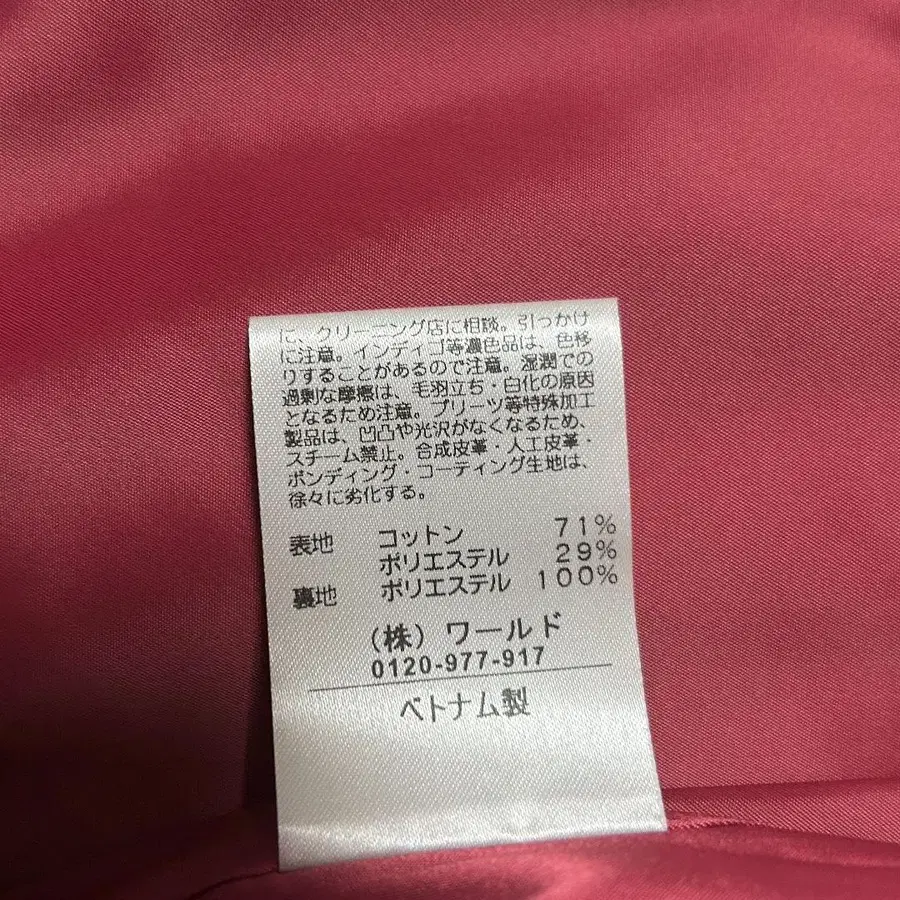 に、クリーニング店に相談。引っかけ
に注意。インディゴ等濃色品は、色移
りすることがあるので注意。湿潤での
過剰な摩擦は、毛羽立ち・白化の原因
となるため注意。プリーツ等特殊加工
製品は、凹凸や光沢がなくなるため、
スチーム禁止。合成皮革・人工皮革・
ボンディング・コーティング生地は、
徐々に劣化する。
表地 コットン 71%
ポリエステル 29%
裏地 ポリエステル 100%
(株) ワールド
0120-977-917
ベトナム製